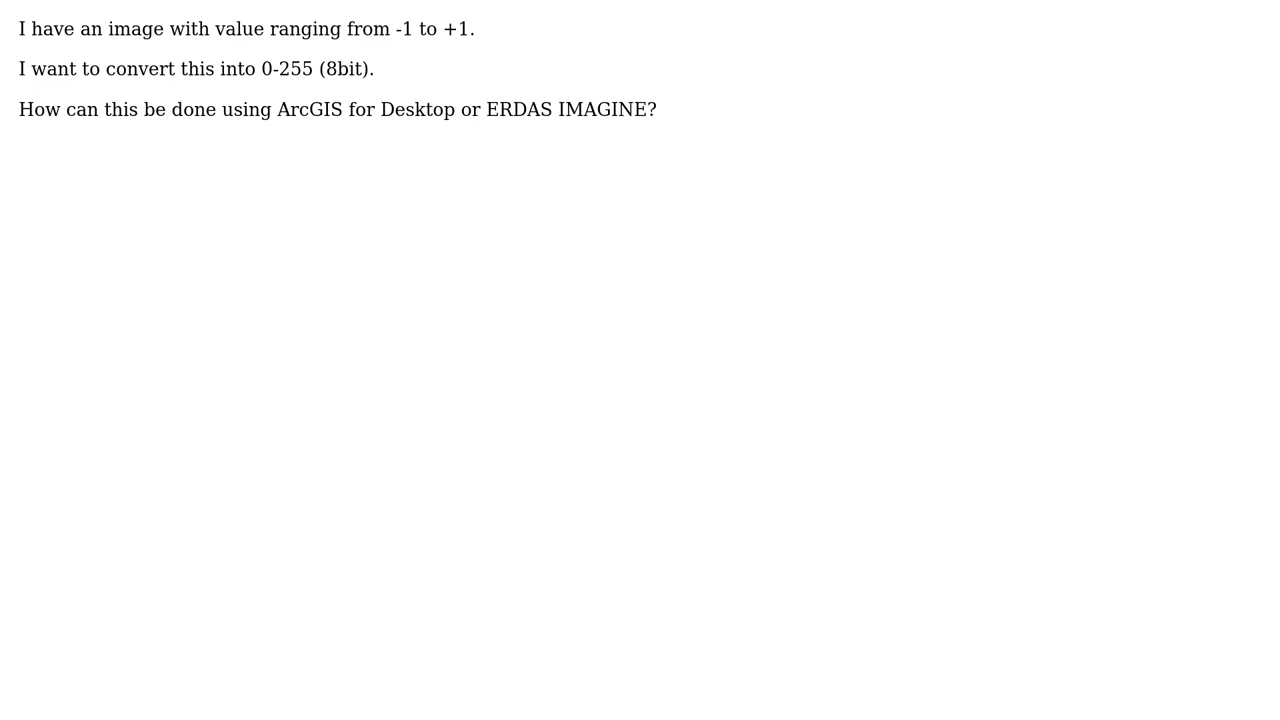 I have an image with value ranging from -1 to +1.
I want to convert this into 0-255 (8bit).
How can this be done using ArcGIS for Desktop or ERDAS IMAGINE?